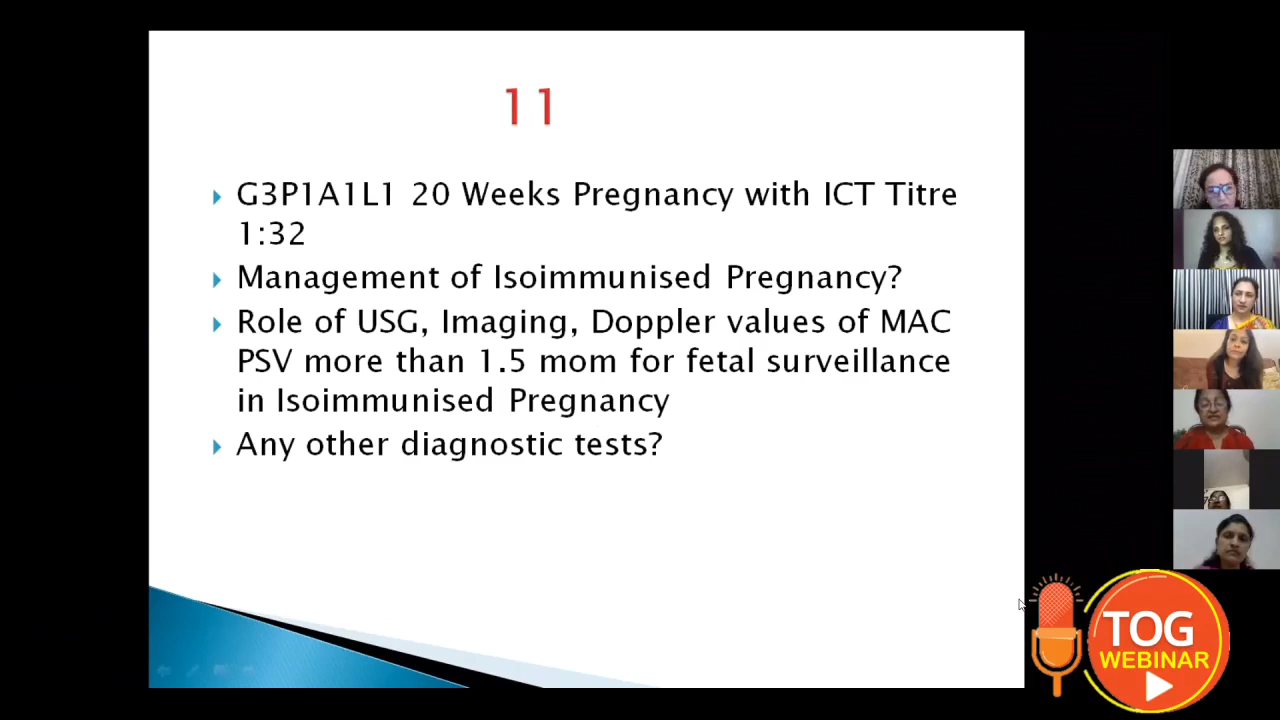 11
G3P1A1L1 20 Weeks Pregnancy with ICT Titre
1:32
Management of Isoimmunised Pregnancy?
Role of USG, Imaging, Doppler values of MAC
PSV more than 1.5 mom for fetal surveillance
in Isoimmunised Pregnancy
Any other diagnostic tests?
TOG
WEBINAR